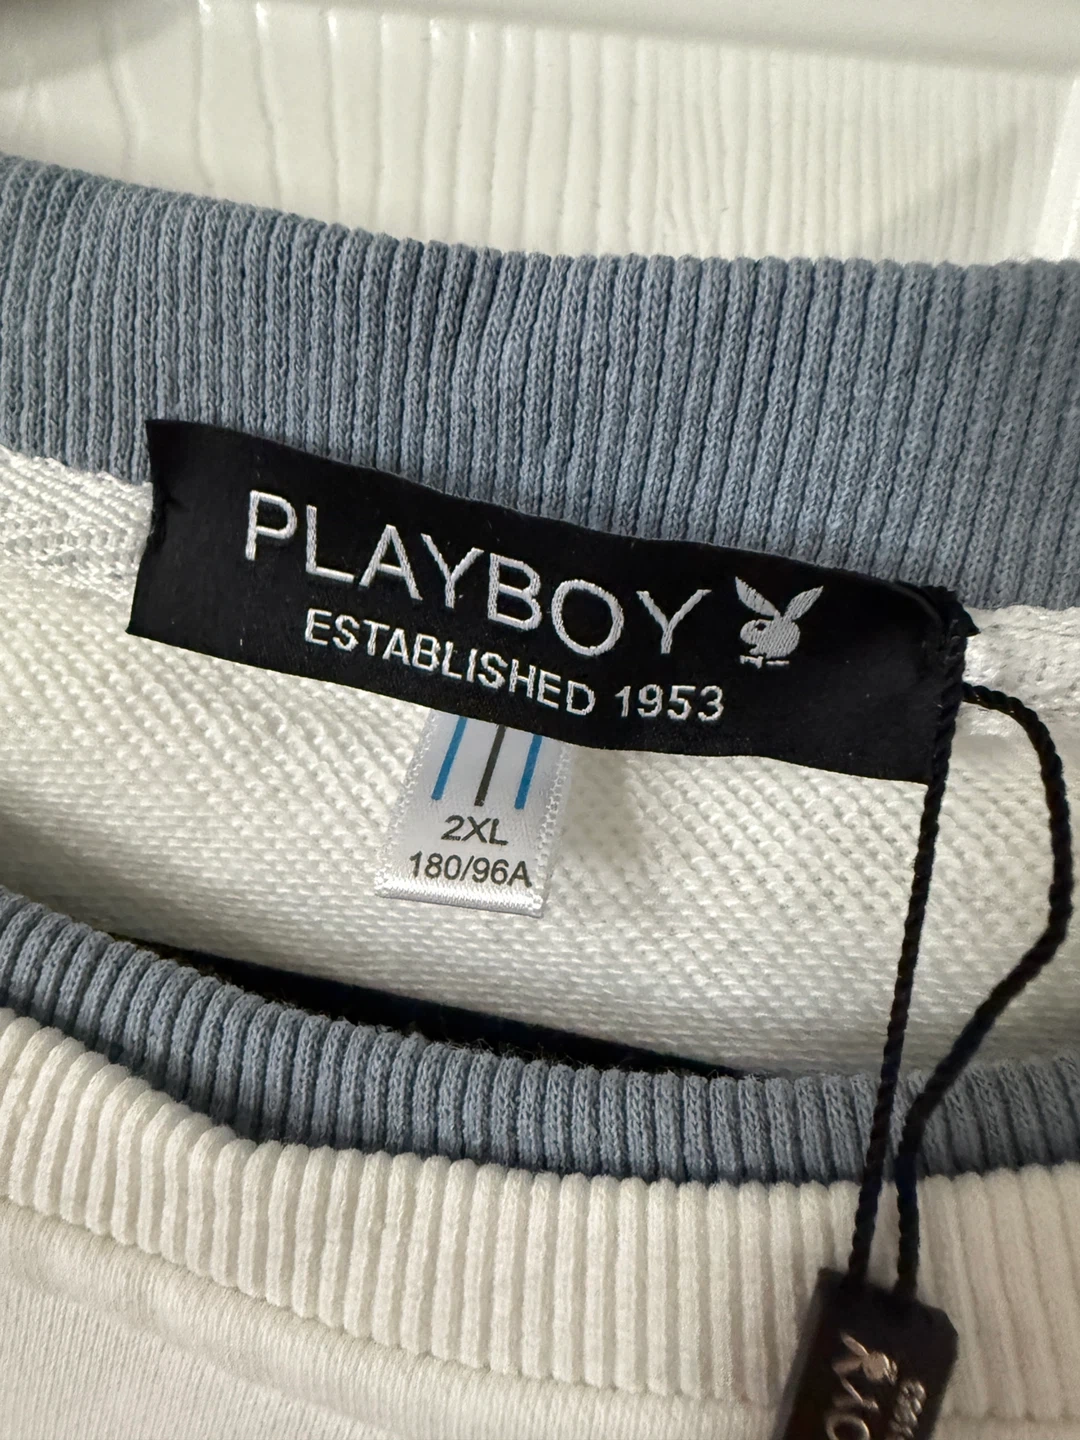 PLAYBOY
ESTABLISHED 1953
2XL
180/96A